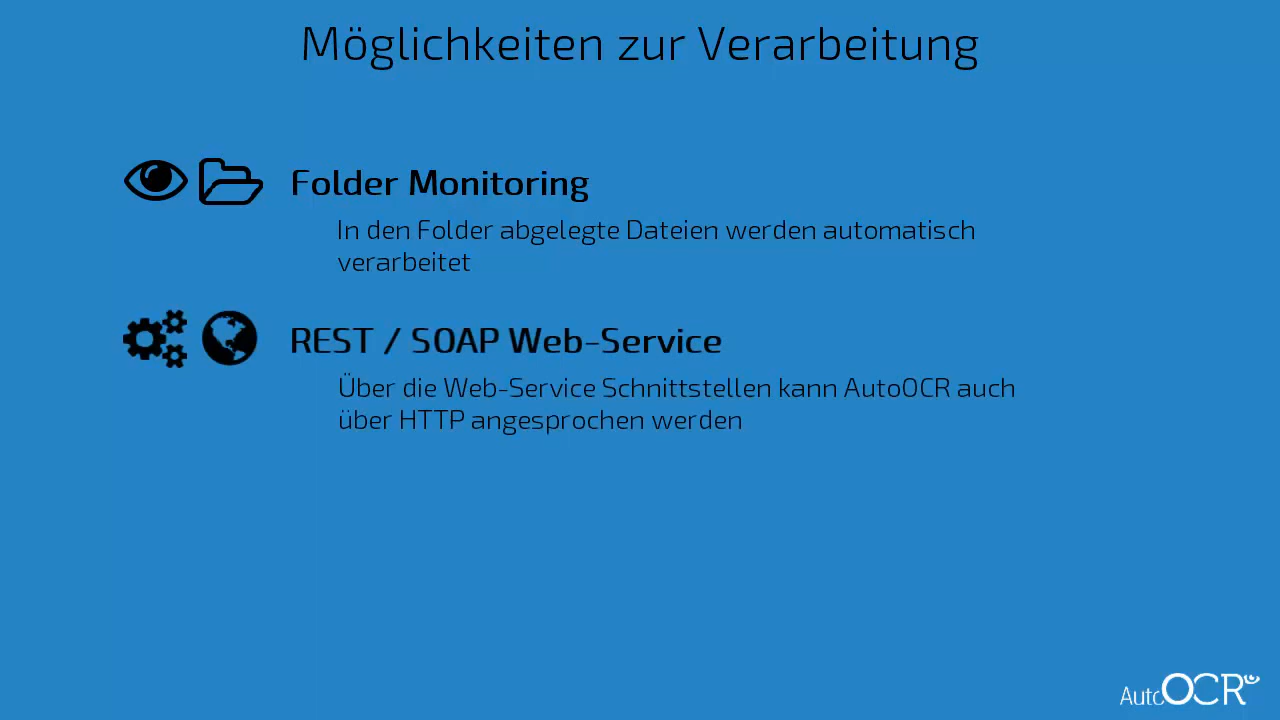 Möglichkeiten zur Verarbeitung
Folder Monitoring
In den Folder abgelegte Dateien werden automatisch
verarbeitet
REST / SOAP Web-Service
Über die Web-Service Schnittstellen kann AutoOCR auch
über HTTP angesprochen werden
AutoOCR